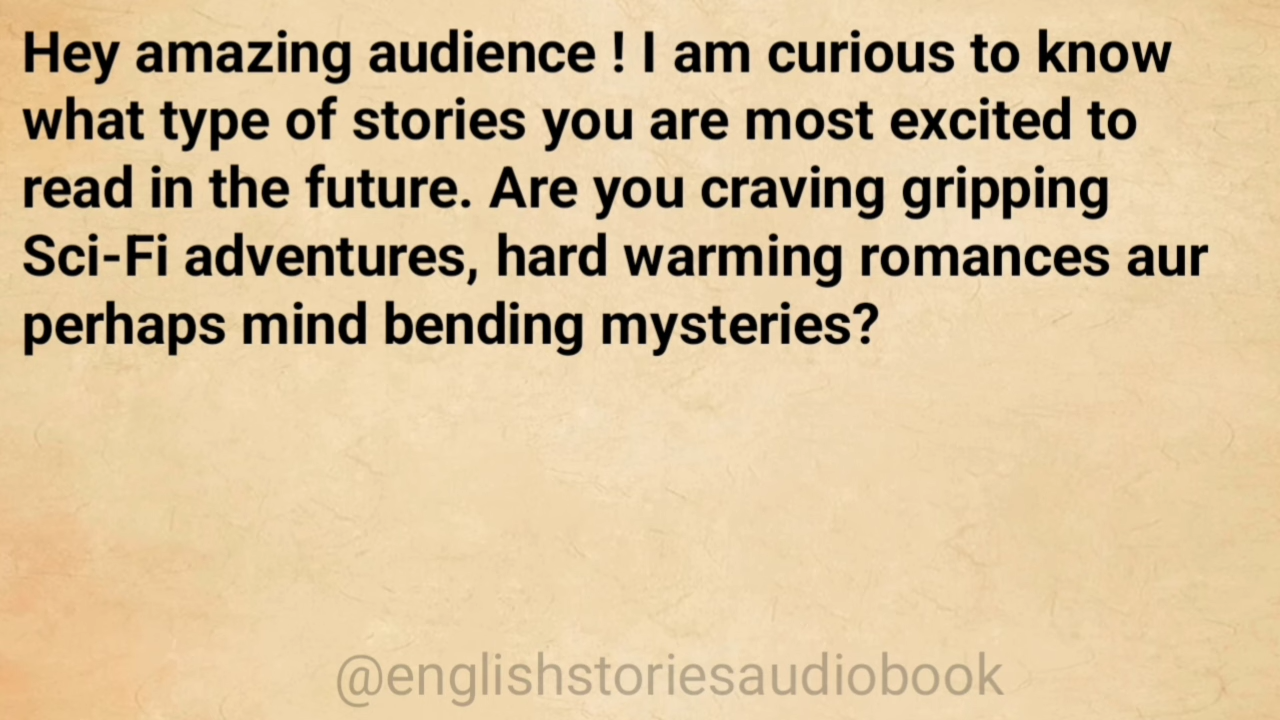 Hey amazing audience ! I am curious to know
what type of stories you are most excited to
read in the future. Are you craving gripping
Sci-Fi adventures, hard warming romances aur
perhaps mind bending mysteries?
@englishstoriesaudiobook